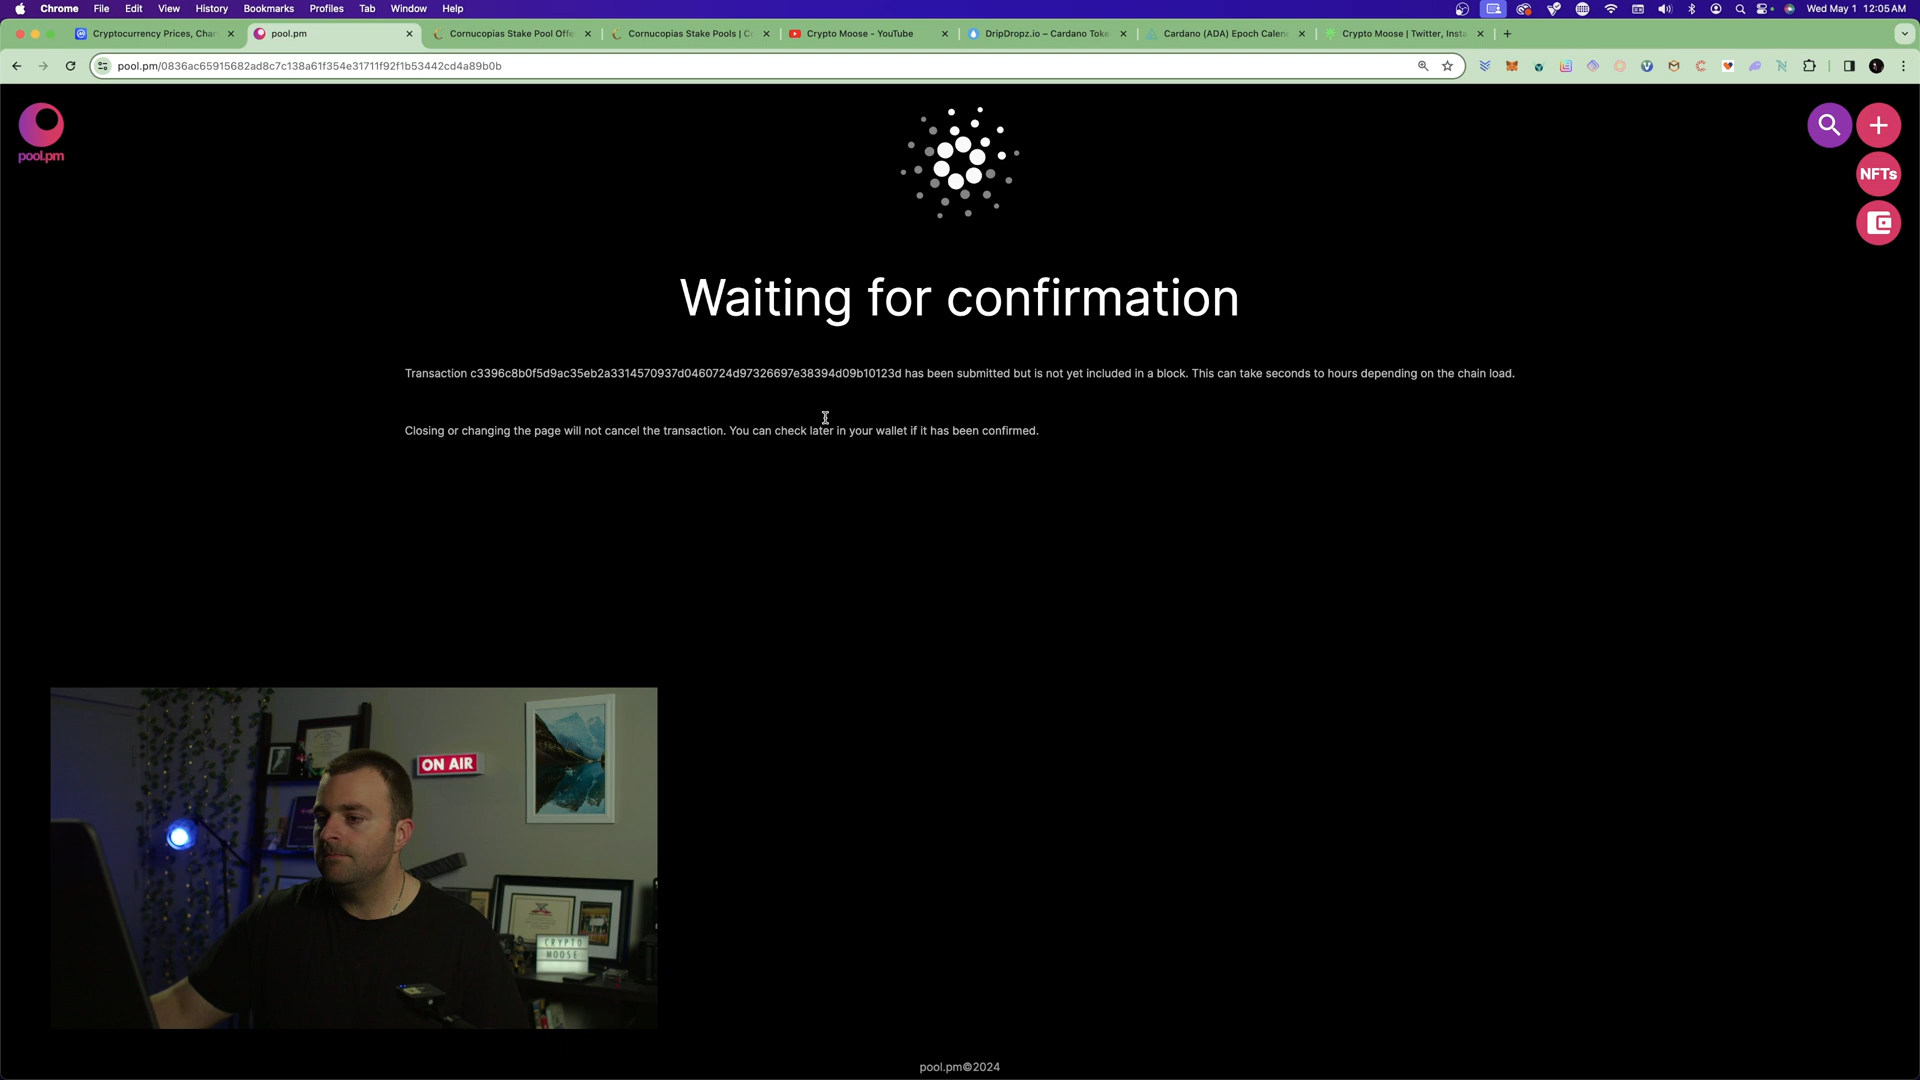 Chrome File Edit View History Bookmarks Profiles Tab Window Help Wed May 1 12:05 AM
Cryptocurrency Prices, Char pool.pm Cornucopias Stake Pool Offe Cornucopias Stake Pools | Crypto Moose - YouTube DripDropz.io – Cardano Toke Cardano (ADA) Epoch Calen Crypto Moose | Twitter, Insta
pool.pm/0836ac65915682ad8c7c138a61f354e31711f92f1b53442cd4a89b0b
pool.pm
NFTs
Waiting for confirmation
Transaction c3396c8b0f5d9ac35eb2a3314570937d0460724d97326697e38394d09b10123d has been submitted but is not yet included in a block. This can take seconds to hours depending on the chain load.
Closing or changing the page will not cancel the transaction. You can check later in your wallet if it has been confirmed.
ON AIR
CRYPTO
MOOSE
pool.pm©2024